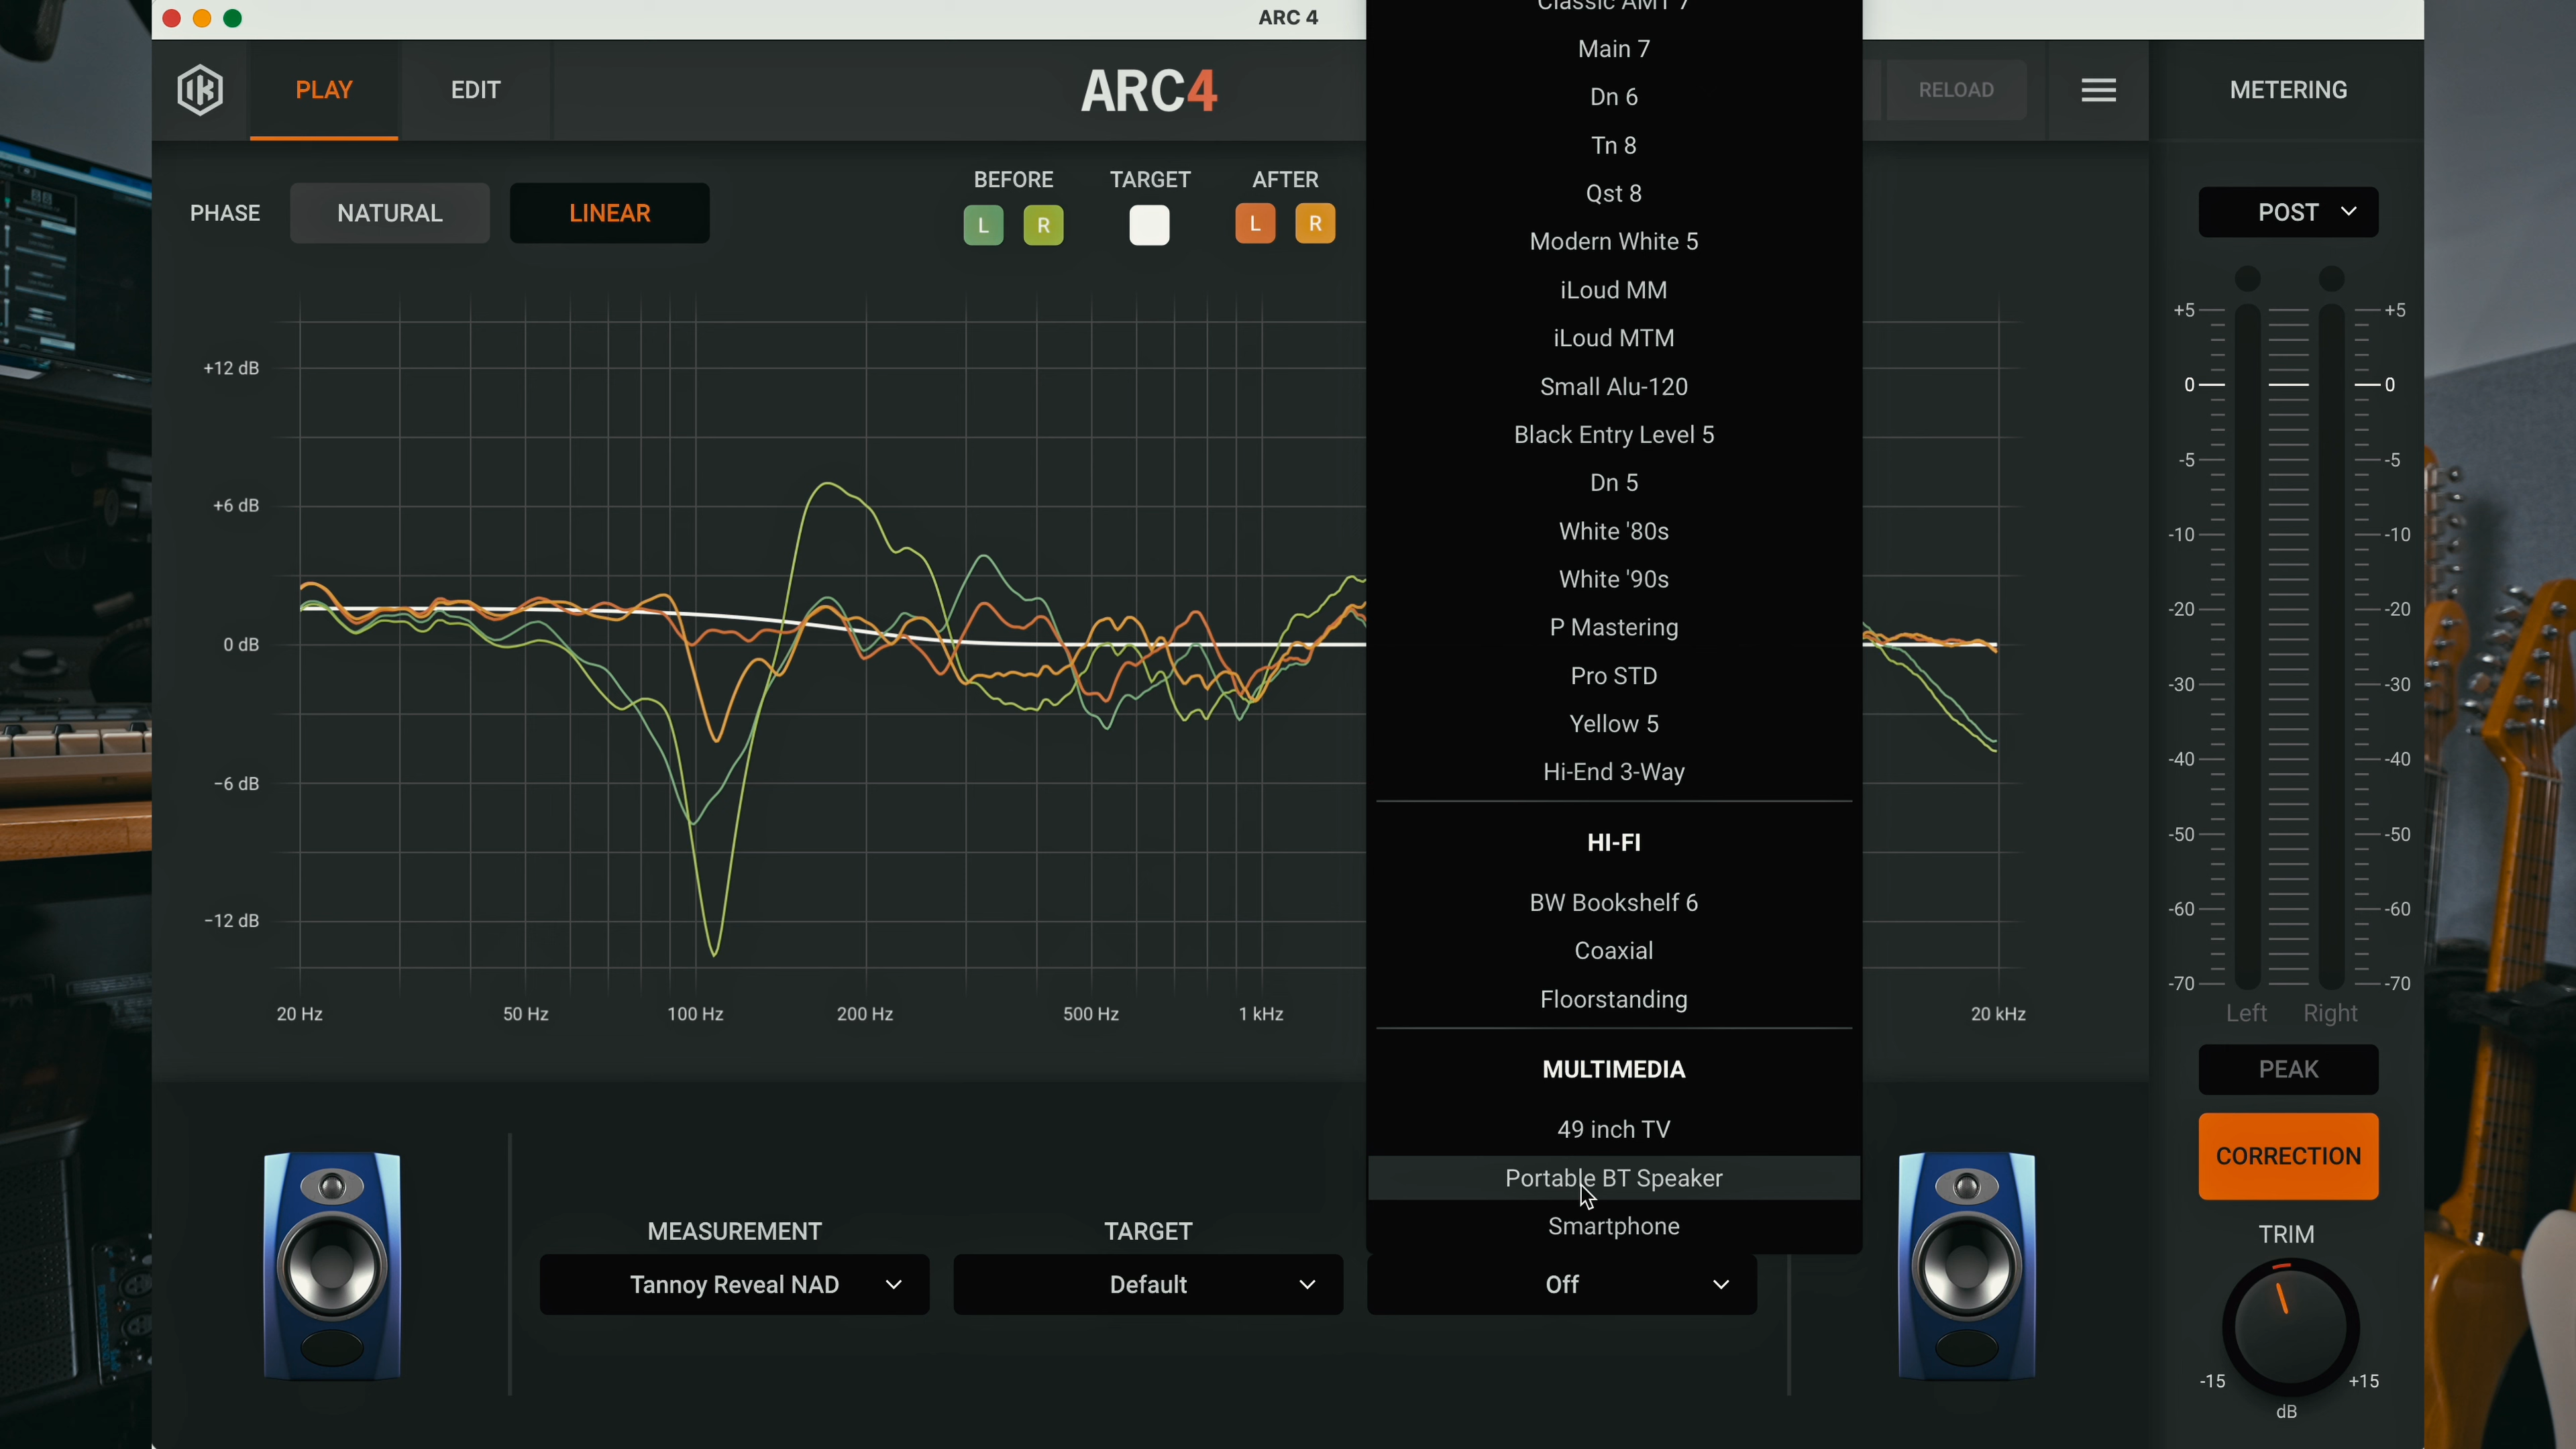 ARC 4
Classic AMT 7
Main 7
Dn 6
Tn 8
Qst 8
Modern White 5
iLoud MM
iLoud MTM
Small Alu-120
Black Entry Level 5
Dn 5
White '80s
White '90s
P Mastering
Pro STD
Yellow 5
Hi-End 3-Way
HI-FI
BW Bookshelf 6
Coaxial
Floorstanding
MULTIMEDIA
49 inch TV
Portable BT Speaker
Smartphone
PLAY
EDIT
ARC4
RELOAD
METERING
PHASE
NATURAL
LINEAR
BEFORE
L R
TARGET
AFTER
L R
POST
+12 dB
+6 dB
0 dB
-6 dB
-12 dB
20 Hz 50 Hz 100 Hz 200 Hz 500 Hz 1 kHz 20 kHz
+5 +5
0 0
-5 -5
-10 -10
-20 -20
-30 -30
-40 -40
-50 -50
-60 -60
-70 -70
Left Right
PEAK
CORRECTION
TRIM
-15 +15
dB
MEASUREMENT
Tannoy Reveal NAD
TARGET
Default
Off